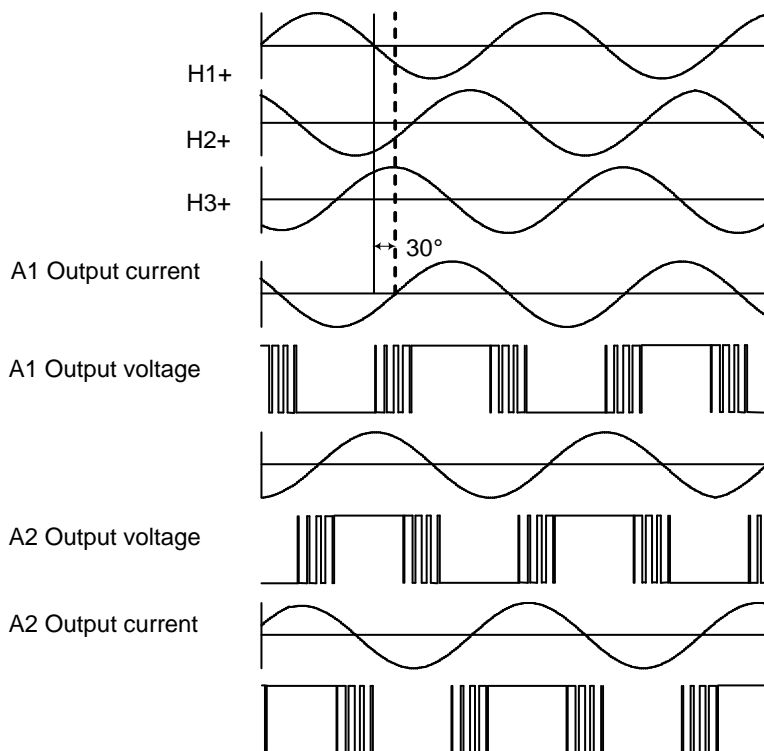 H1+
H2+
H3+
30°
A1 Output current
A1 Output voltage
A2 Output voltage
A2 Output current